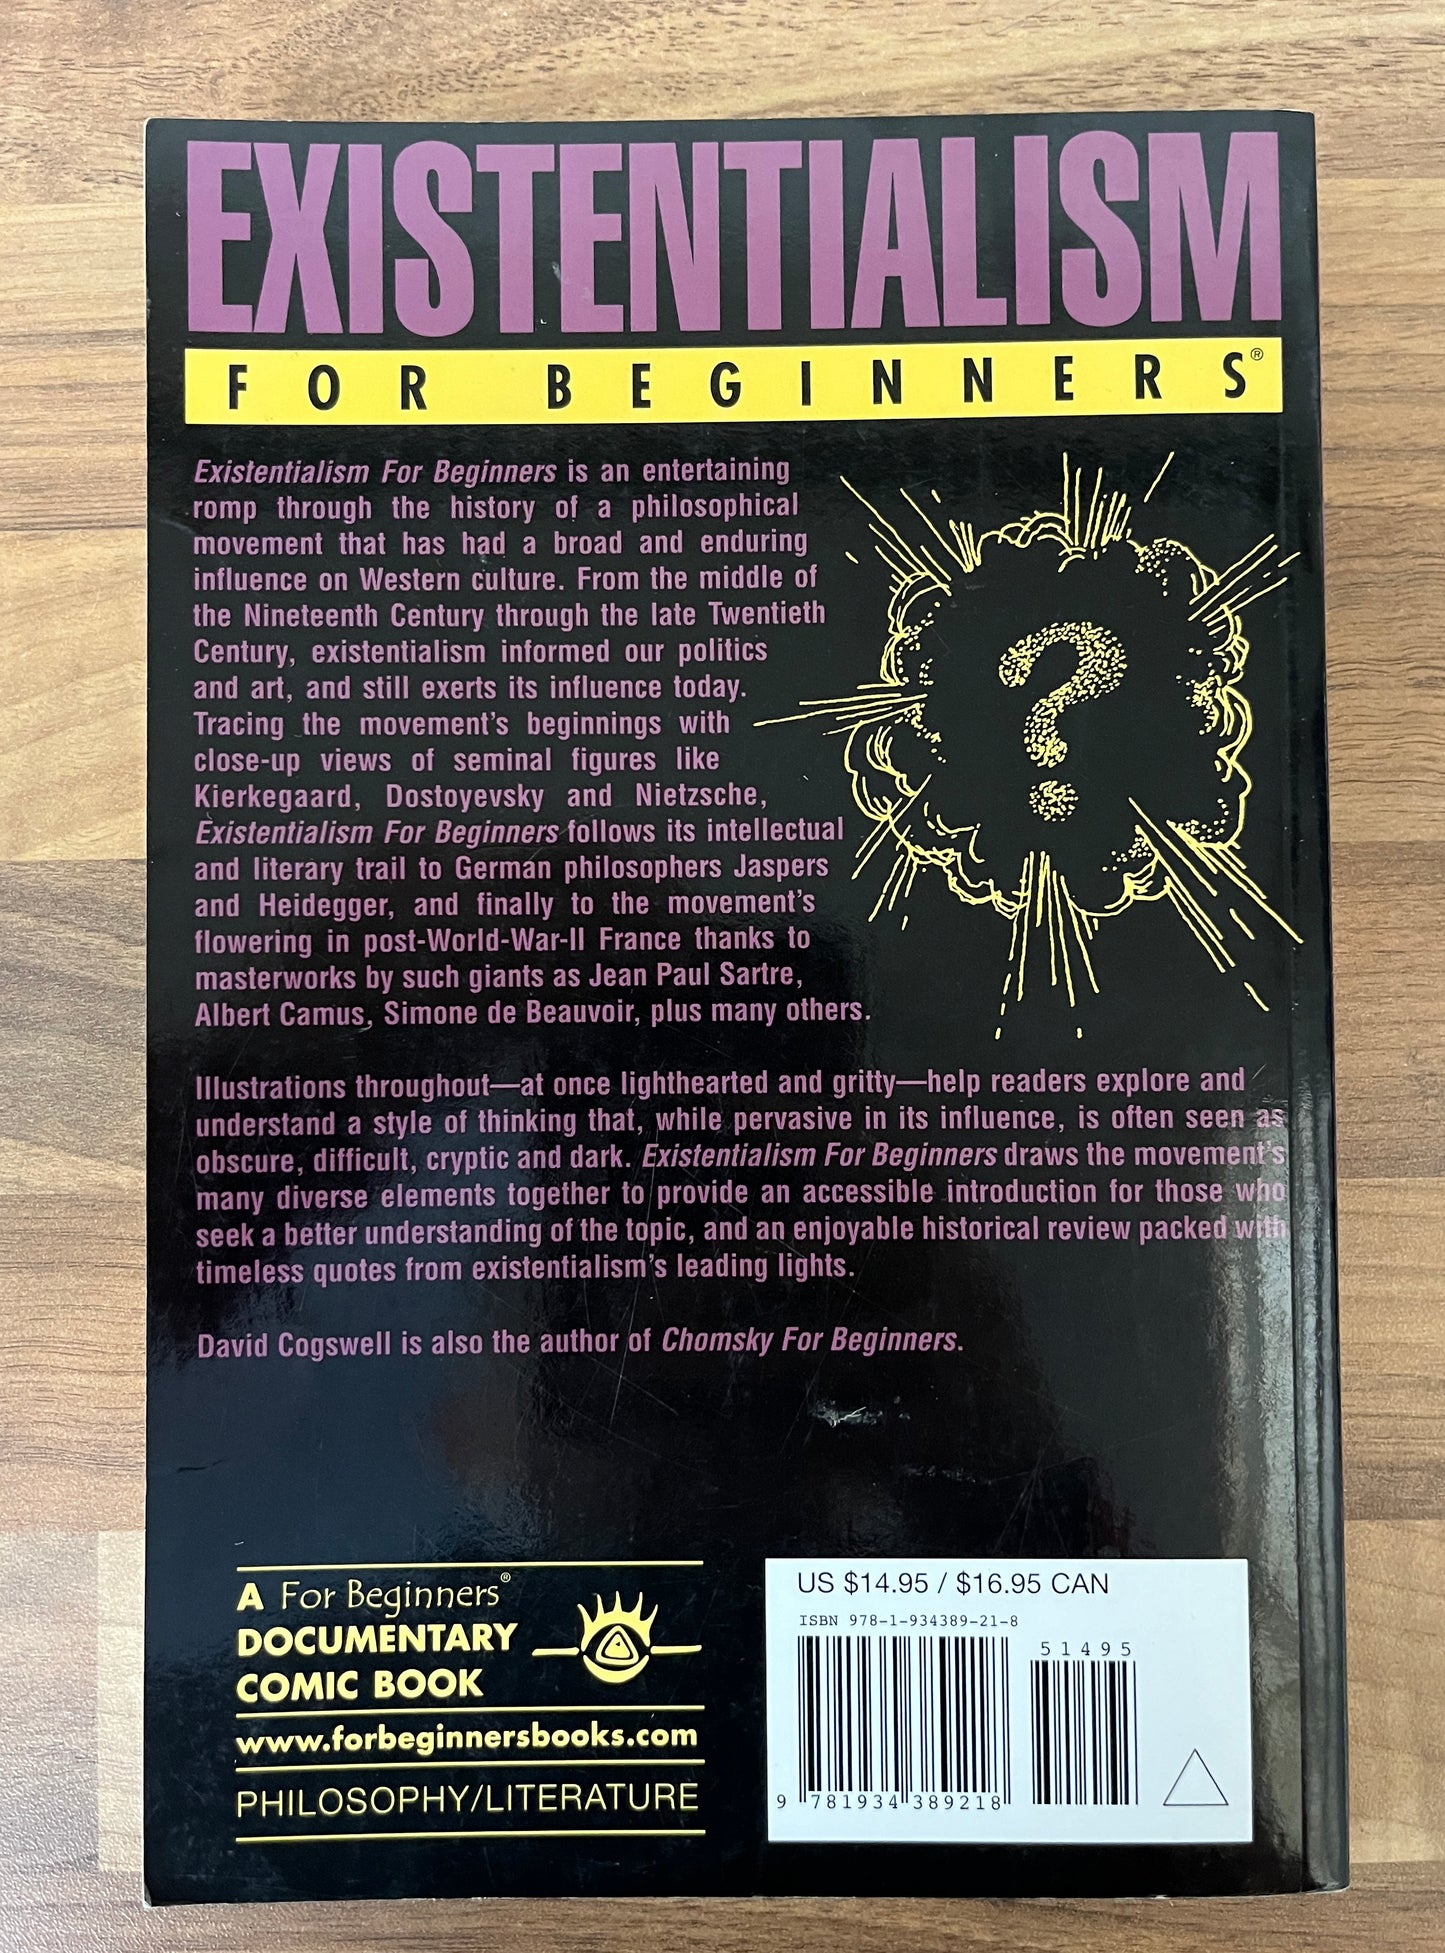 EXISTENTIALISM
FOR BEGINNERS®
Existentialism For Beginners is an entertaining
romp through the history of a philosophical
movement that has had a broad and enduring
influence on Western culture. From the middle of
the Nineteenth Century through the late Twentieth
Century, existentialism informed our politics
and art, and still exerts its influence today.
Tracing the movement's beginnings with
close-up views of seminal figures like
Kierkegaard, Dostoyevsky and Nietzsche,
Existentialism For Beginners follows its intellectual
and literary trail to German philosophers Jaspers
and Heidegger, and finally to the movement's
flowering in post-World-War-II France thanks to
masterworks by such giants as Jean Paul Sartre,
Albert Camus, Simone de Beauvoir, plus many others.
?
Illustrations throughout—at once lighthearted and gritty—help readers explore and
understand a style of thinking that, while pervasive in its influence, is often seen as
obscure, difficult, cryptic and dark. Existentialism For Beginners draws the movement's
many diverse elements together to provide an accessible introduction for those who
seek a better understanding of the topic, and an enjoyable historical review packed with
timeless quotes from existentialism's leading lights.
David Cogswell is also the author of Chomsky For Beginners.
A For Beginners®
DOCUMENTARY
COMIC BOOK
www.forbeginnersbooks.com
PHILOSOPHY/LITERATURE
US $14.95 / $16.95 CAN
ISBN 978-1-934389-21-8
51495
9 781934 389218